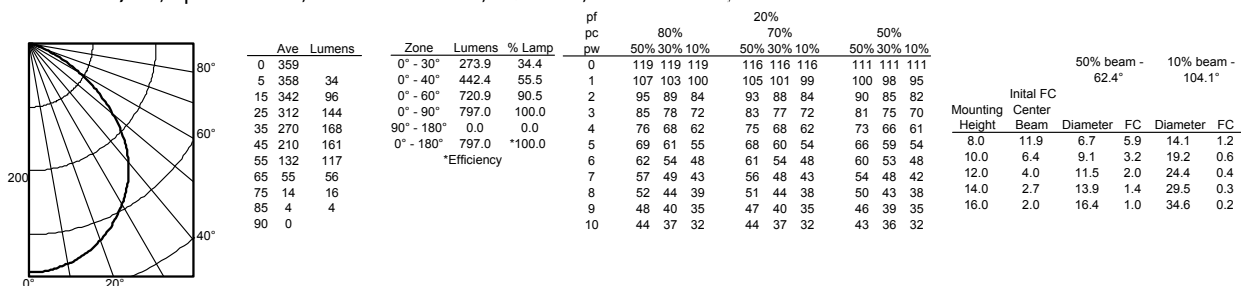 80°
60°
200
40°
0° 20°
Ave Lumens
0 359
5 358 34
15 342 96
25 312 144
35 270 168
45 210 161
55 132 117
65 55 56
75 14 16
85 4 4
90 0
Zone Lumens % Lamp
0° - 30° 273.9 34.4
0° - 40° 442.4 55.5
0° - 60° 720.9 90.5
0° - 90° 797.0 100.0
90° - 180° 0.0 0.0
0° - 180° 797.0 *100.0
*Efficiency
pf 20%
pc 80% 70% 50%
pw 50% 30% 10% 50% 30% 10% 50% 30% 10%
0 119 119 119 116 116 116 111 111 111
1 107 103 100 105 101 99 100 98 95
2 95 89 84 93 88 84 90 85 82
3 85 78 72 83 77 72 81 75 70
4 76 68 62 75 68 62 73 66 61
5 69 61 55 68 60 54 66 59 54
6 62 54 48 61 54 48 60 53 48
7 57 49 43 56 48 43 54 48 42
8 52 44 39 51 44 38 50 43 38
9 48 40 35 47 40 35 46 39 35
10 44 37 32 44 37 32 43 36 32
50% beam - 10% beam -
62.4° 104.1°
Inital FC
Mounting Center
Height Beam Diameter FC Diameter FC
8.0 11.9 6.7 5.9 14.1 1.2
10.0 6.4 9.1 3.2 19.2 0.6
12.0 4.0 11.5 2.0 24.4 0.4
14.0 2.7 13.9 1.4 29.5 0.3
16.0 2.0 16.4 1.0 34.6 0.2